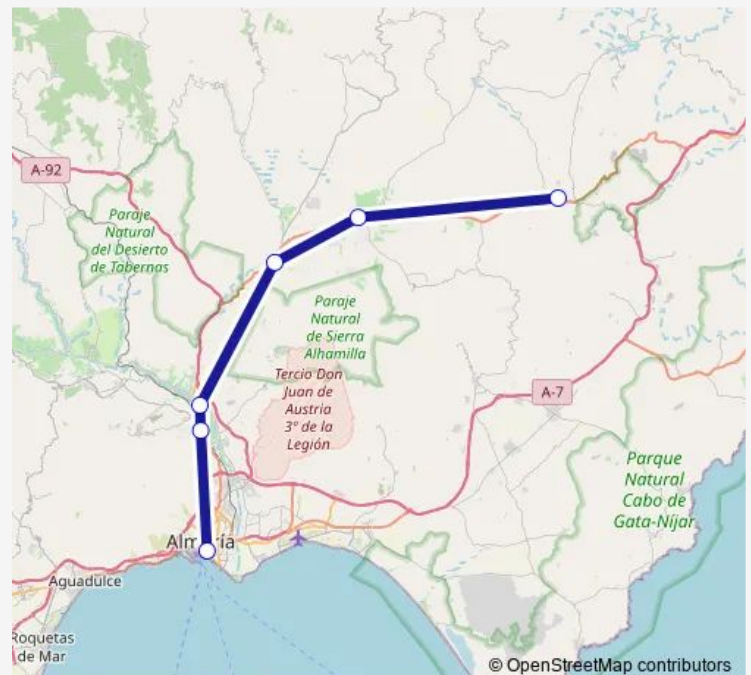 A-92
Paraje
Natural
del Desierto
de Tabernas
Paraje
Natural
de Sierra
Alhamilla
Tercio Don
Juan de
Austria
3º de la
Legión
A-7
Parque
Natural
Cabo de
Gata-Níjar
Almería
Aguadulce
Roquetas
de Mar
© OpenStreetMap contributors